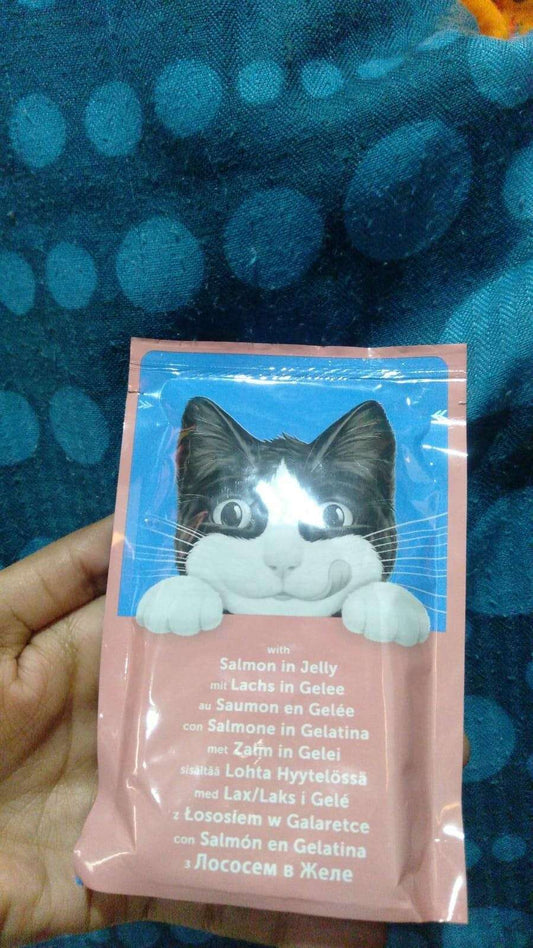 with
Salmon in Jelly
mit Lachs in Gelee
au Saumon en Gelée
con Salmone in Gelatina
met Zalm in Gelei
sisältää Lohta Hyytelössä
med Lax/Laks i Gelé
z Łososiem w Galaretce
con Salmón en Gelatina
з Лососем в Желе